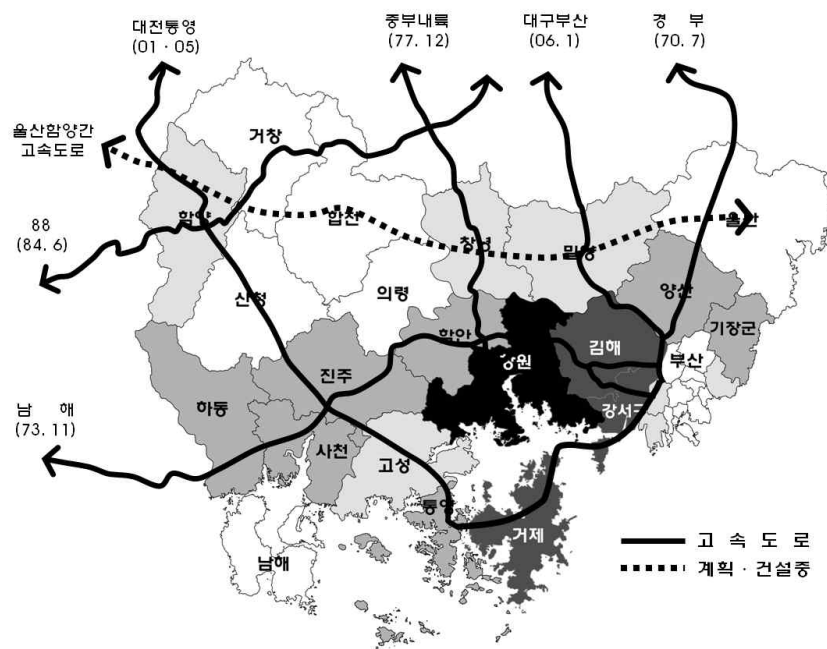 대전통영
(01 · 05)
중부내륙
(77. 12)
대구부산
(06. 1)
경 부
(70. 7)
울산함양간
고속도로
거창
함양
합천
창녕
밀양
울산
88
(84. 6)
산청
의령
양산
함안
창원
김해
기장군
부산
진주
하동
강서구
남 해
(73. 11)
사천
고성
통영
거제
남해
고 속 도 로
계획 · 건설중